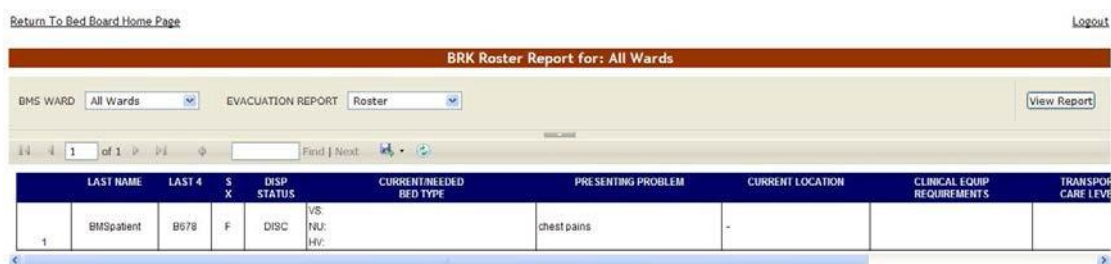 Return To Bed Board Home Page Logout
BRK Roster Report for: All Wards
BMS WARD All Wards EVACUATION REPORT Roster View Report
1 of 1 Find | Next
LAST NAME LAST 4 S X DISP STATUS CURRENT/NEEDED BED TYPE PRESENTING PROBLEM CURRENT LOCATION CLINICAL EQUIP REQUIREMENTS TRANSPOR CARE LEVE
1 BMSpatient B678 F DISC VS: NU: HV: chest pains -